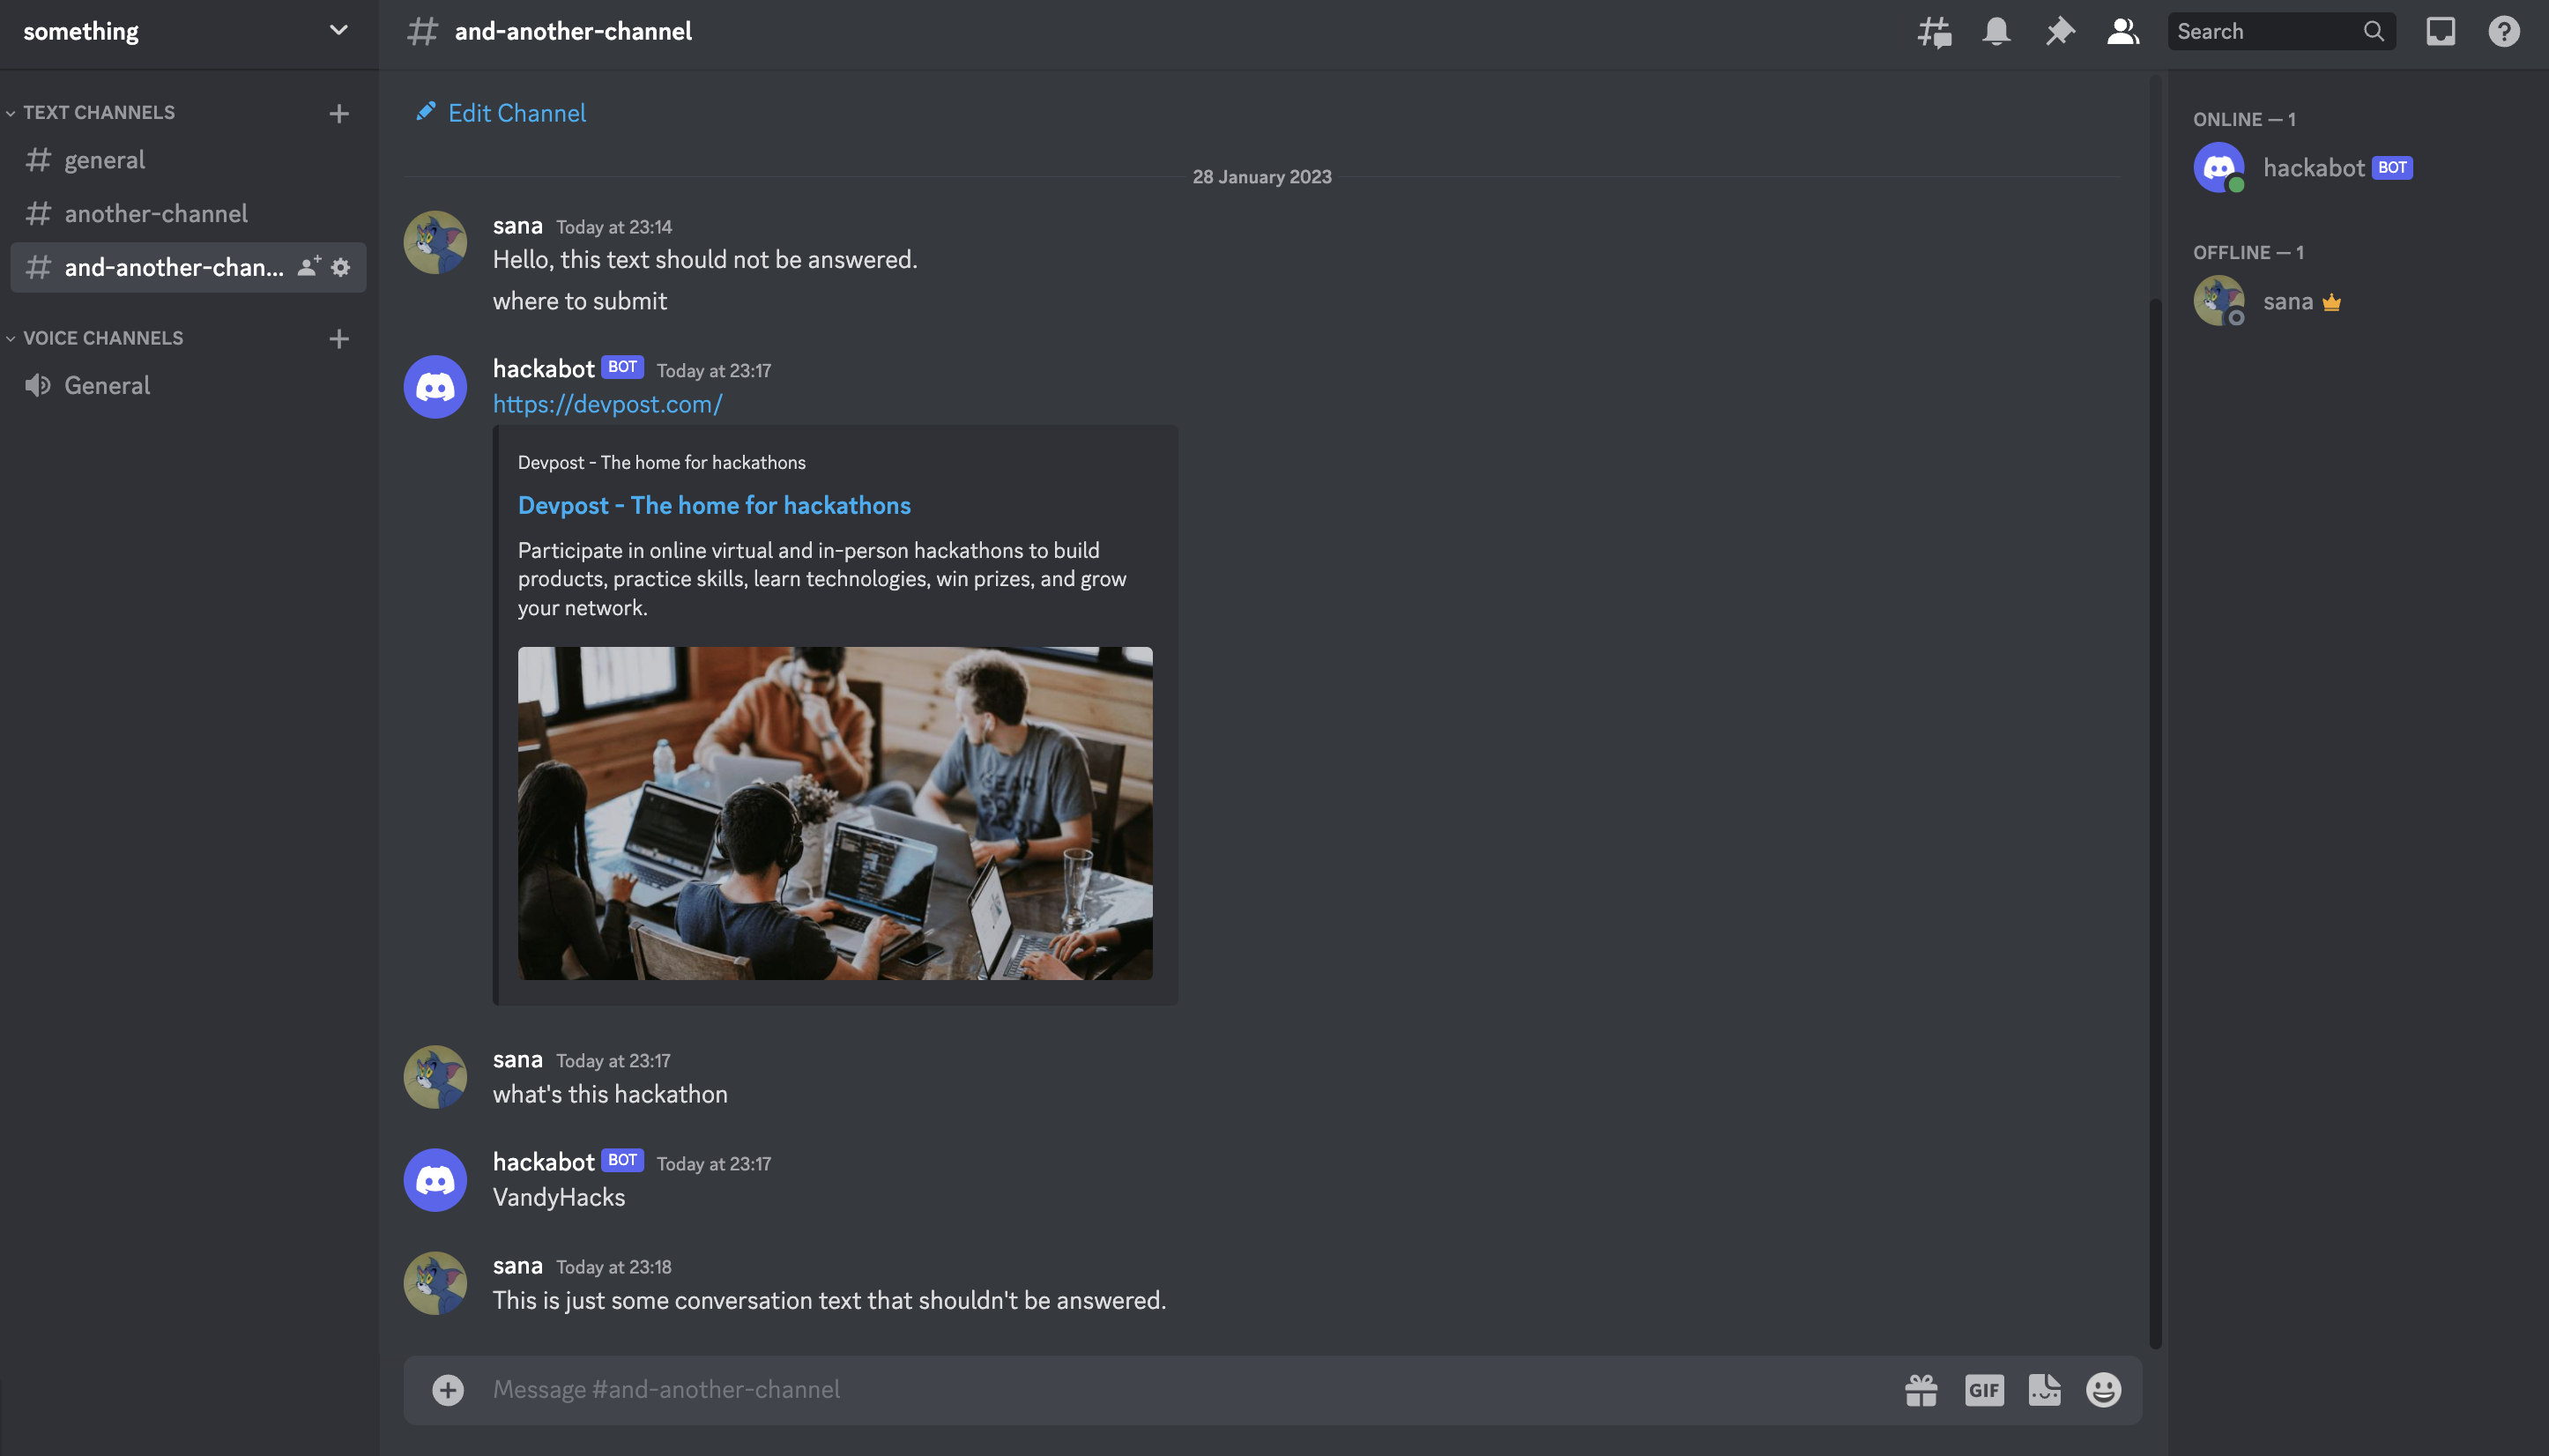 something
TEXT CHANNELS
general
another-channel
and-another-chan...
VOICE CHANNELS
General
and-another-channel
Search
Edit Channel
28 January 2023
sana Today at 23:14
Hello, this text should not be answered.
where to submit
hackabot BOT Today at 23:17
https://devpost.com/
Devpost - The home for hackathons
Devpost - The home for hackathons
Participate in online virtual and in-person hackathons to build
products, practice skills, learn technologies, win prizes, and grow
your network.
sana Today at 23:17
what's this hackathon
hackabot BOT Today at 23:17
VandyHacks
sana Today at 23:18
This is just some conversation text that shouldn't be answered.
Message #and-another-channel
GIF
ONLINE — 1
hackabot BOT
OFFLINE — 1
sana